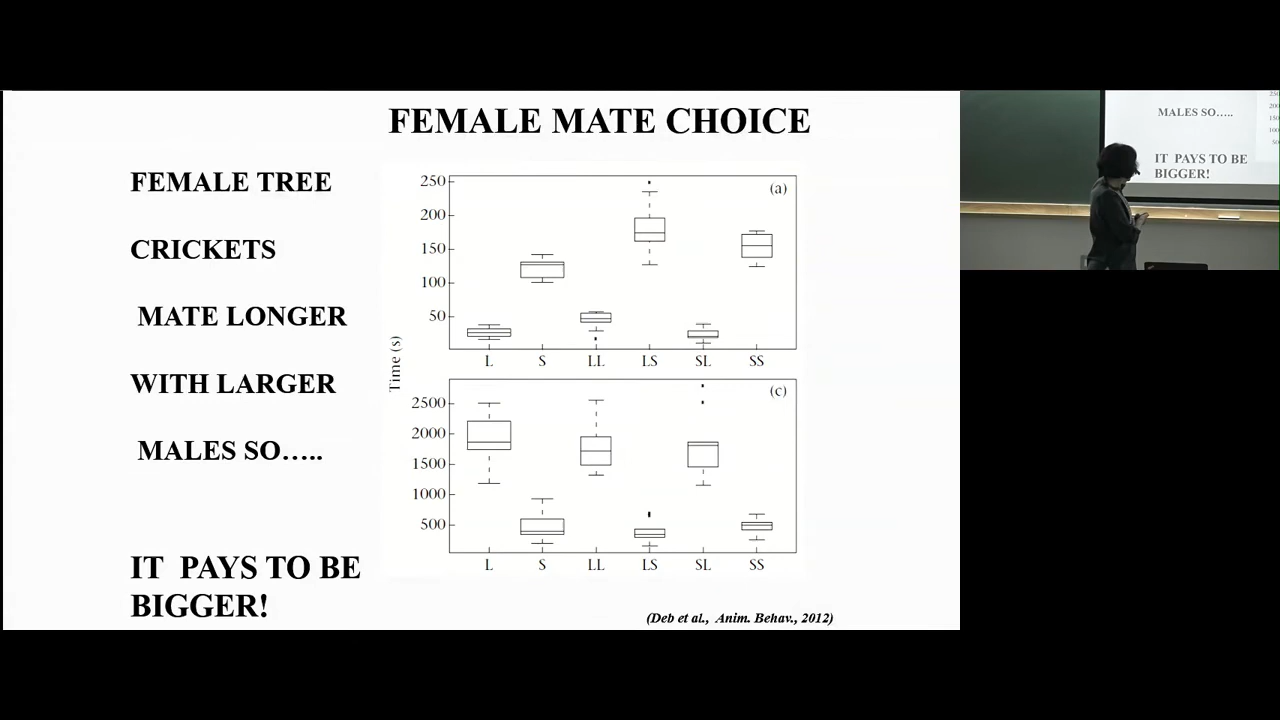 FEMALE MATE CHOICE
FEMALE TREE
CRICKETS
MATE LONGER
WITH LARGER
MALES SO…..
IT PAYS TO BE
BIGGER!
Time (s)
(a)
250
200
150
100
50
L S LL LS SL SS
(c)
2500
2000
1500
1000
500
L S LL LS SL SS
(Deb et al., Anim. Behav., 2012)
MALES SO…..
IT PAYS TO BE
BIGGER!